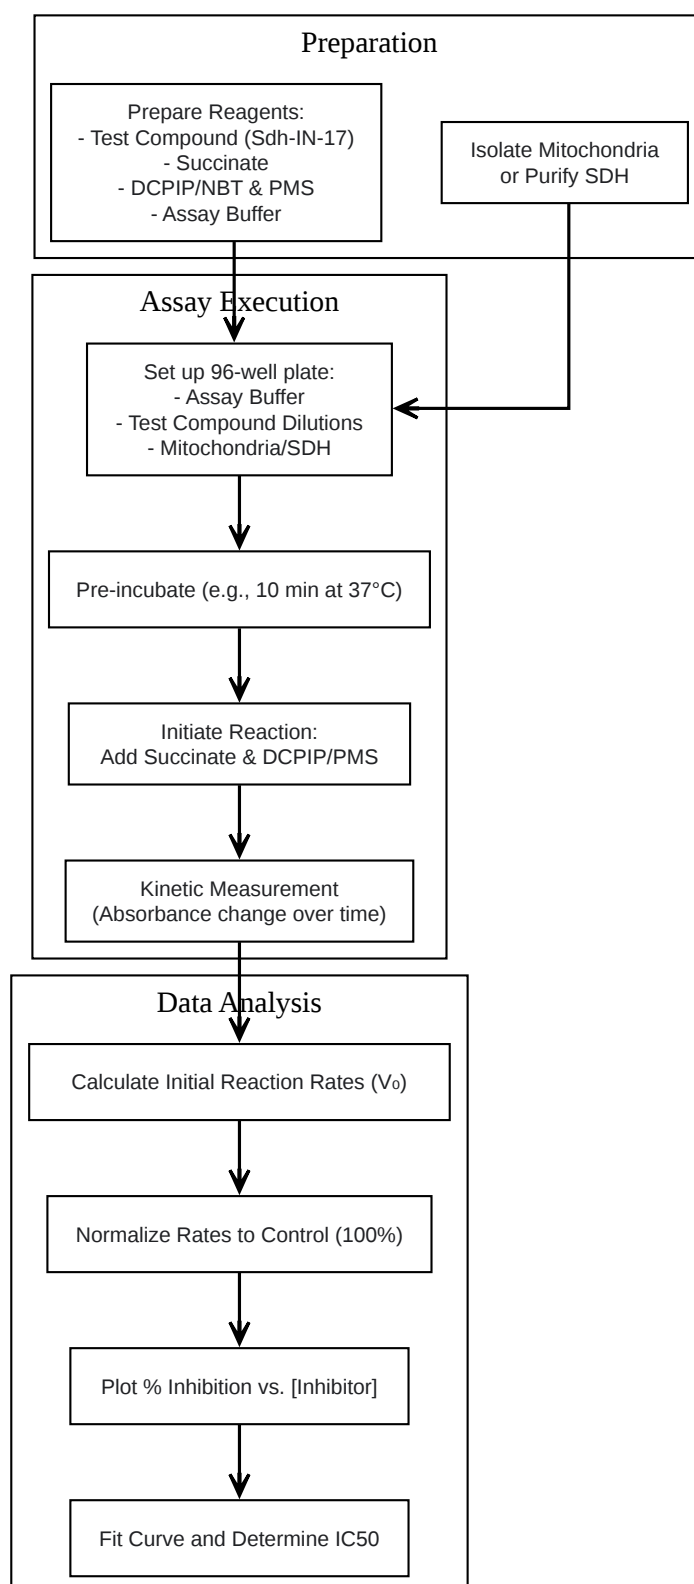 Preparation
Prepare Reagents:
- Test Compound (Sdh-IN-17)
- Succinate
- DCPIP/NBT & PMS
- Assay Buffer
Isolate Mitochondria
or Purify SDH
Assay Execution
Set up 96-well plate:
- Assay Buffer
- Test Compound Dilutions
- Mitochondria/SDH
Pre-incubate (e.g., 10 min at 37°C)
Initiate Reaction:
Add Succinate & DCPIP/PMS
Kinetic Measurement
(Absorbance change over time)
Data Analysis
Calculate Initial Reaction Rates (V₀)
Normalize Rates to Control (100%)
Plot % Inhibition vs. [Inhibitor]
Fit Curve and Determine IC50